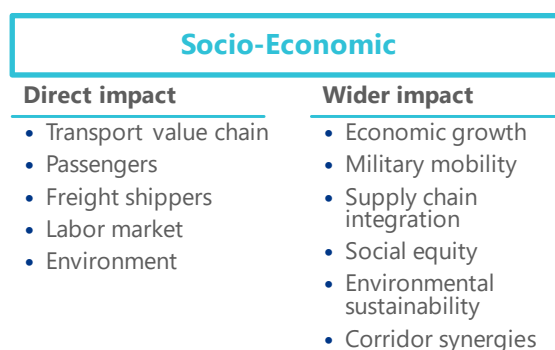 Socio-Economic
Direct impact
• Transport value chain
• Passengers
• Freight shippers
• Labor market
• Environment
Wider impact
• Economic growth
• Military mobility
• Supply chain
integration
• Social equity
• Environmental
sustainability
• Corridor synergies